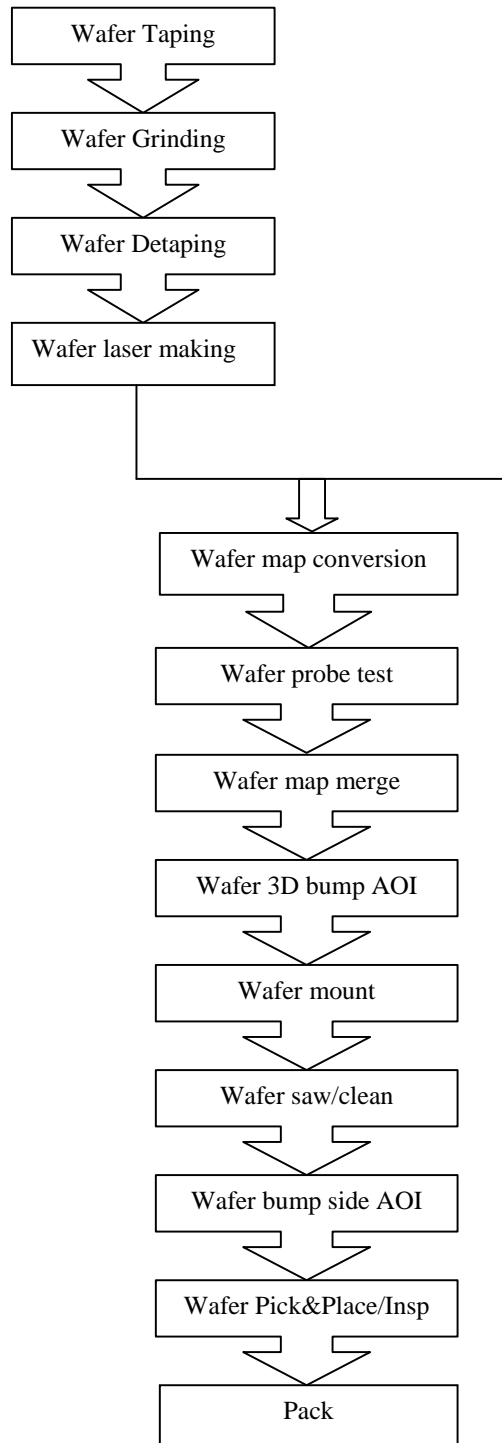 Wafer Taping
Wafer Grinding
Wafer Detaping
Wafer laser making
Wafer map conversion
Wafer probe test
Wafer map merge
Wafer 3D bump AOI
Wafer mount
Wafer saw/clean
Wafer bump side AOI
Wafer Pick&Place/Insp
Pack